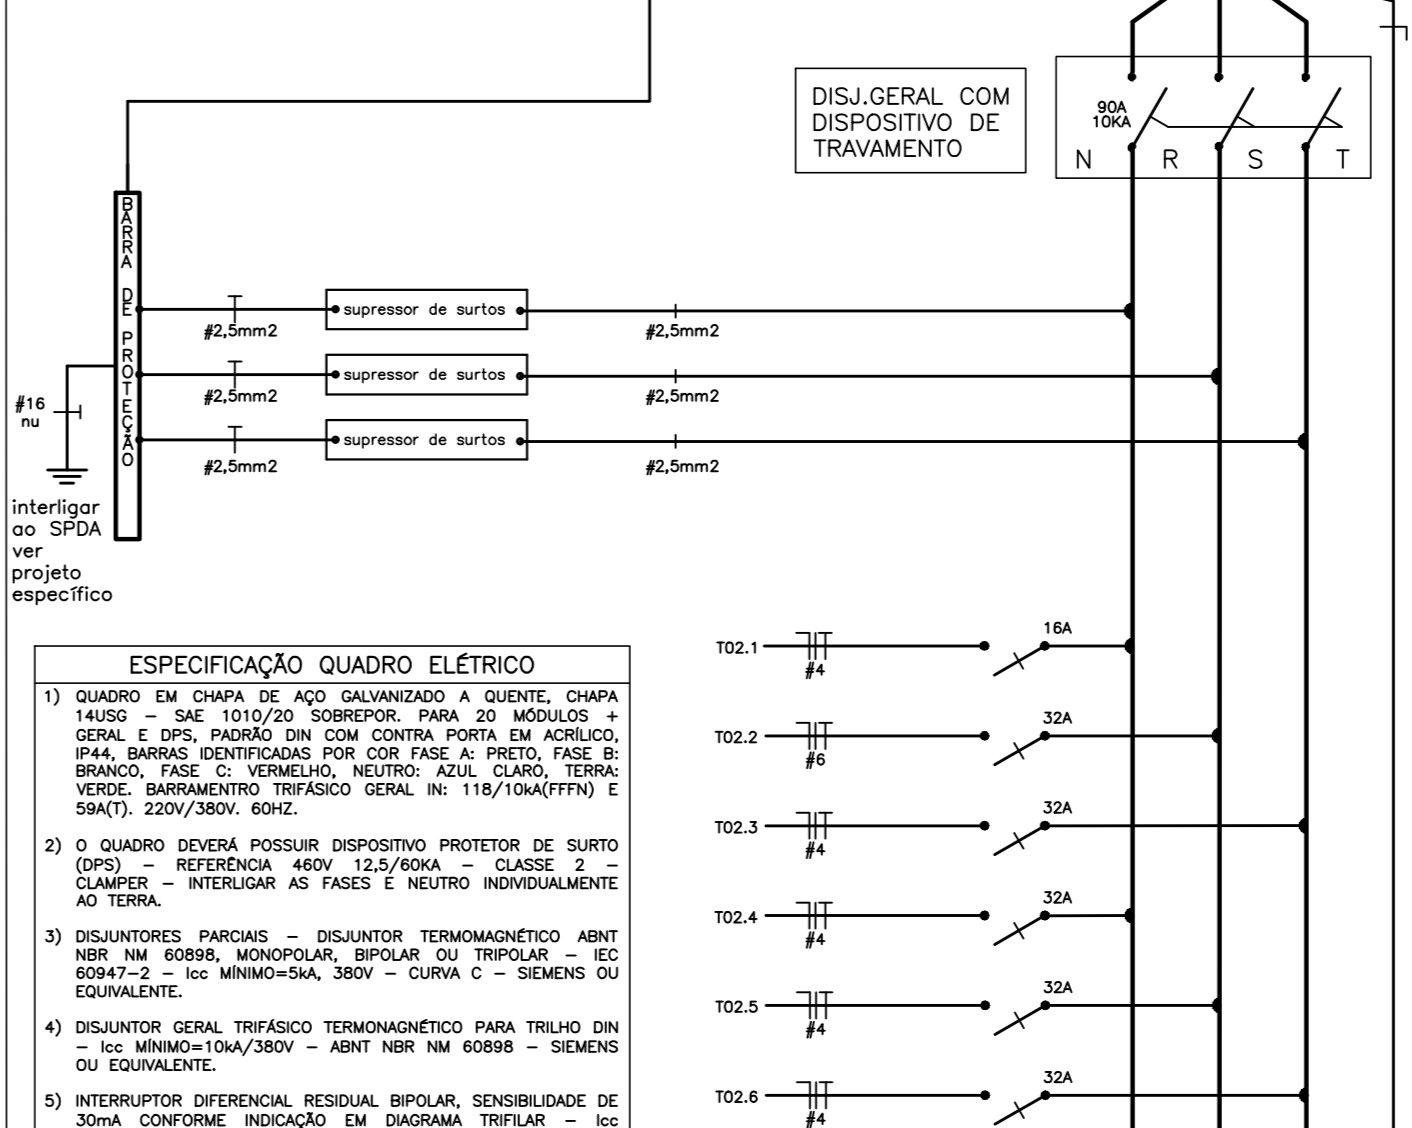 DISJ.GERAL COM
DISPOSITIVO DE
TRAVAMENTO
90A
10KA
N R S T
BARRA DE PROTEÇÃO
supressor de surtos
#2,5mm2 #2,5mm2
supressor de surtos
#2,5mm2 #2,5mm2
supressor de surtos
#2,5mm2 #2,5mm2
#16
nu
interligar
ao SPDA
ver
projeto
específico
ESPECIFICAÇÃO QUADRO ELÉTRICO
1) QUADRO EM CHAPA DE AÇO GALVANIZADO A QUENTE, CHAPA
14USG – SAE 1010/20 SOBREPOR. PARA 20 MÓDULOS +
GERAL E DPS, PADRÃO DIN COM CONTRA PORTA EM ACRÍLICO,
IP44, BARRAS IDENTIFICADAS POR COR FASE A: PRETO, FASE B:
BRANCO, FASE C: VERMELHO, NEUTRO: AZUL CLARO, TERRA:
VERDE. BARRAMENTRO TRIFÁSICO GERAL IN: 118/10kA(FFFN) E
59A(T). 220V/380V. 60HZ.
2) O QUADRO DEVERÁ POSSUIR DISPOSITIVO PROTETOR DE SURTO
(DPS) – REFERÊNCIA 460V 12,5/60KA – CLASSE 2 –
CLAMPER – INTERLIGAR AS FASES E NEUTRO INDIVIDUALMENTE
AO TERRA.
3) DISJUNTORES PARCIAIS – DISJUNTOR TERMOMAGNÉTICO ABNT
NBR NM 60898, MONOPOLAR, BIPOLAR OU TRIPOLAR – IEC
60947-2 – Icc MÍNIMO=5kA, 380V – CURVA C – SIEMENS OU
EQUIVALENTE.
4) DISJUNTOR GERAL TRIFÁSICO TERMONAGNÉTICO PARA TRILHO DIN
– Icc MÍNIMO=10kA/380V – ABNT NBR NM 60898 – SIEMENS
OU EQUIVALENTE.
5) INTERRUPTOR DIFERENCIAL RESIDUAL BIPOLAR, SENSIBILIDADE DE
30mA CONFORME INDICAÇÃO EM DIAGRAMA TRIFILAR – Icc
T02.1 #4 16A
T02.2 #6 32A
T02.3 #4 32A
T02.4 #4 32A
T02.5 #4 32A
T02.6 #4 32A